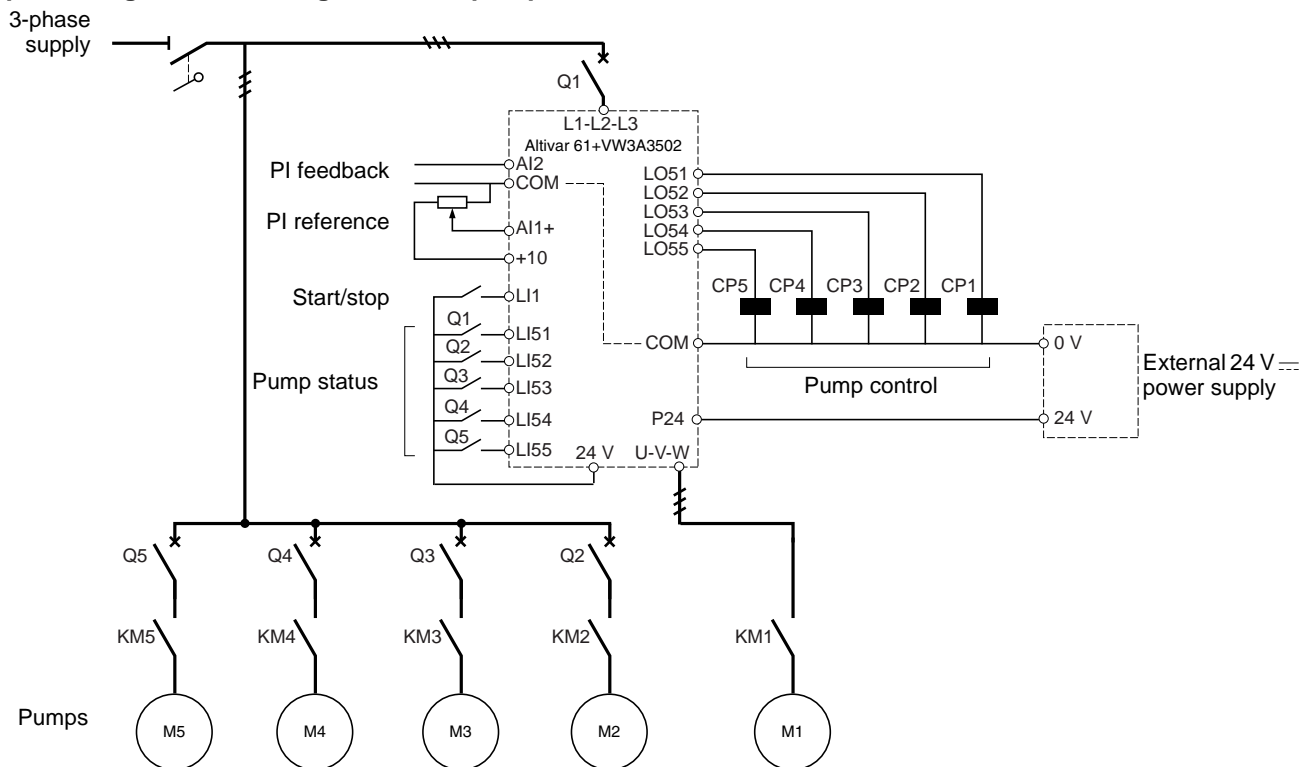 3-phase
supply
Q1
L1-L2-L3
Altivar 61+VW3A3502
PI feedback
AI2
COM
PI reference
AI1+
+10
Start/stop
LI1
Q1
LI51
Q2
LI52
Pump status
Q3
LI53
Q4
LI54
Q5
LI55
24 V
U-V-W
LO51
LO52
LO53
LO54
LO55
CP5
CP4
CP3
CP2
CP1
COM
0 V
Pump control
External 24 V
power supply
P24
24 V
Q5
Q4
Q3
Q2
KM5
KM4
KM3
KM2
KM1
Pumps
M5
M4
M3
M2
M1